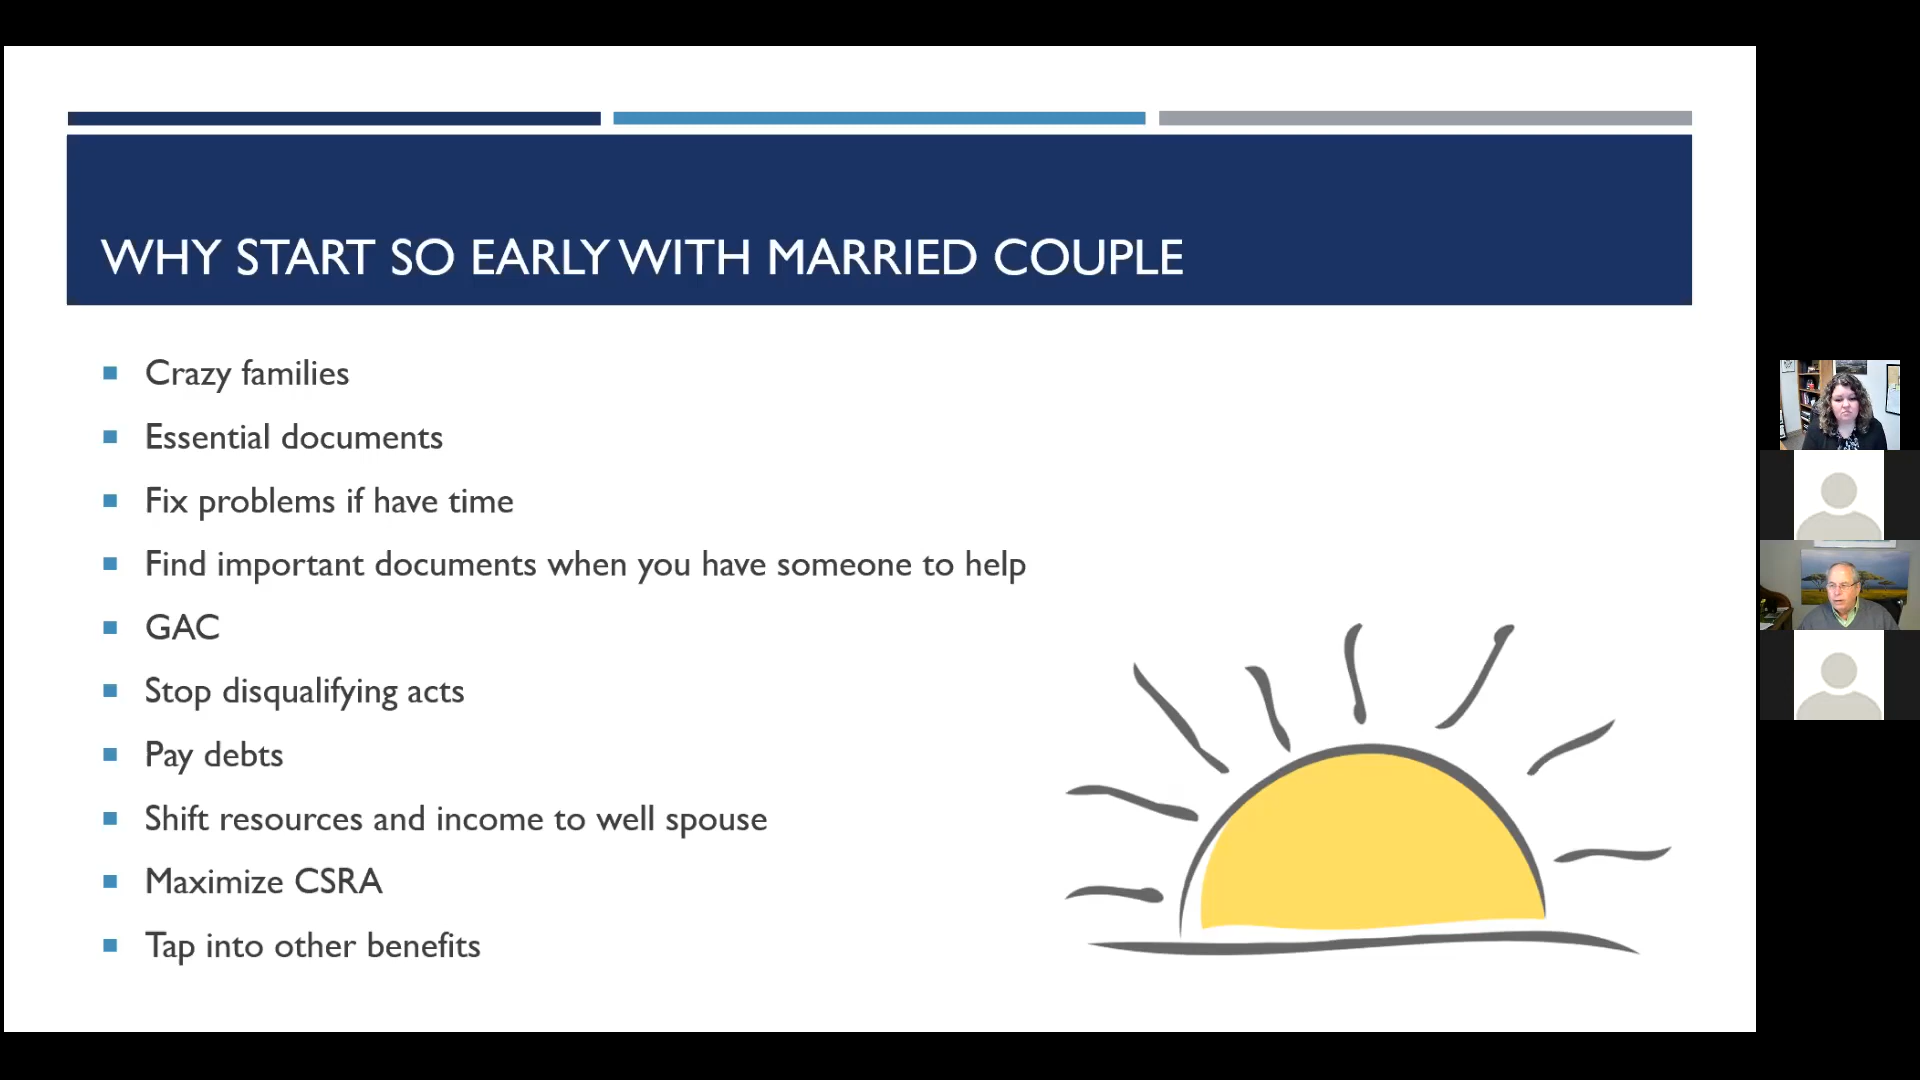 WHY START SO EARLY WITH MARRIED COUPLE
Crazy families
Essential documents
Fix problems if have time
Find important documents when you have someone to help
GAC
Stop disqualifying acts
Pay debts
Shift resources and income to well spouse
Maximize CSRA
Tap into other benefits